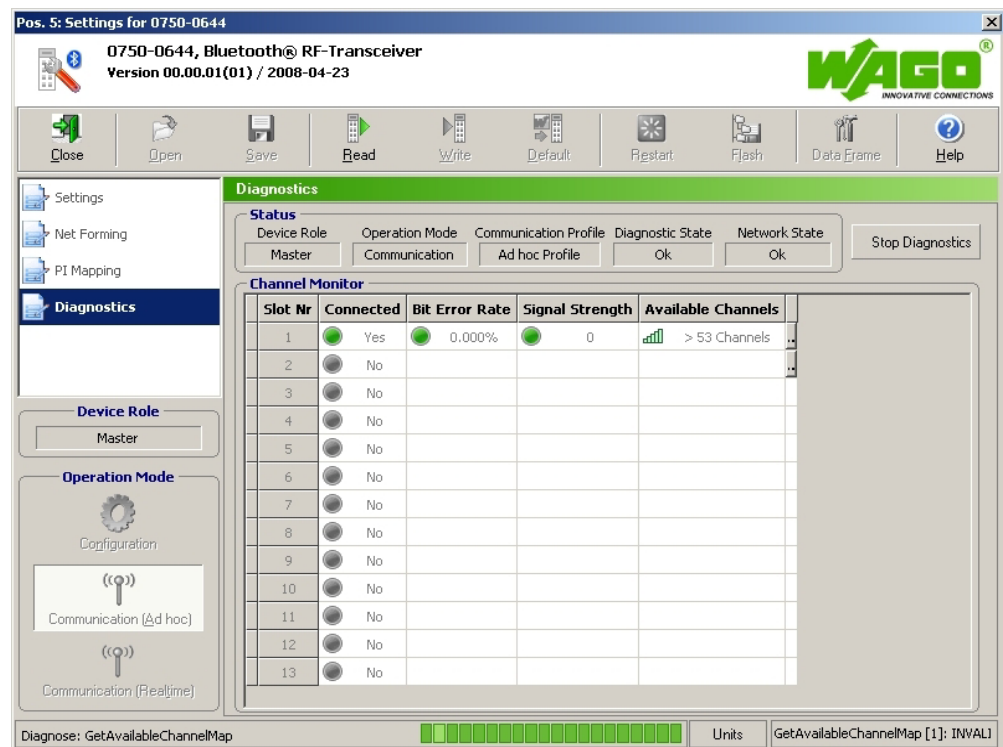 Pos. 5: Settings for 0750-0644
0750-0644, Bluetooth® RF-Transceiver
Version 00.00.01(01) / 2008-04-23
WAGO®
INNOVATIVE CONNECTIONS
Close Open Save Read Write Default Restart Flash Data Frame Help
Settings
Net Forming
PI Mapping
Diagnostics
Device Role
Master
Operation Mode
Configuration
Communication (Ad hoc)
Communication (Realtime)
Diagnostics
Status
Device Role Operation Mode Communication Profile Diagnostic State Network State
Master Communication Ad hoc Profile Ok Ok
Stop Diagnostics
Channel Monitor
Slot Nr Connected Bit Error Rate Signal Strength Available Channels
1 Yes 0.000% 0 > 53 Channels ..
2 No ..
3 No
4 No
5 No
6 No
7 No
8 No
9 No
10 No
11 No
12 No
13 No
Diagnose: GetAvailableChannelMap Units GetAvailableChannelMap [1]: INVALI